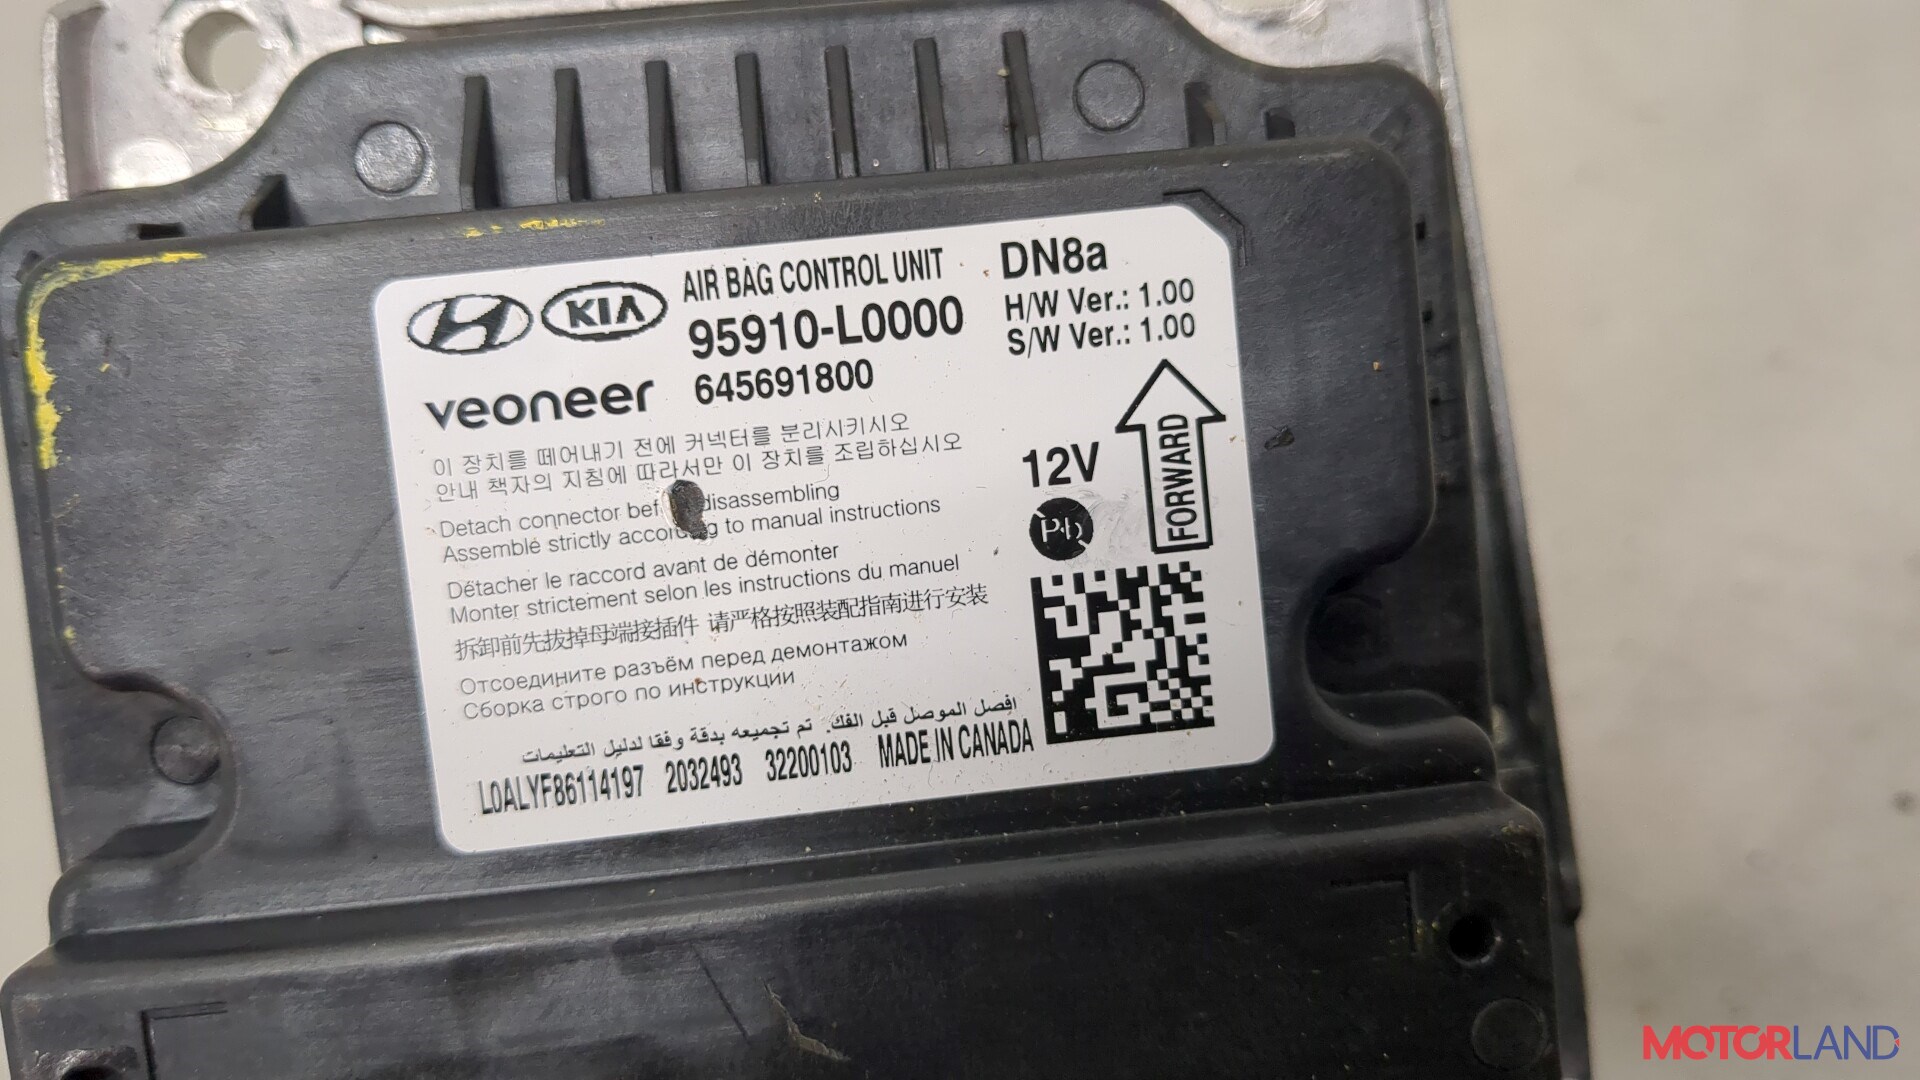 KIA
AIR BAG CONTROL UNIT
95910-L0000
DN8a
H/W Ver.: 1.00
S/W Ver.: 1.00
veoneer
645691800
이 장치를 떼어내기 전에 커넥터를 분리시키시오
안내 책자의 지침에 따라서만 이 장치를 조립하십시오
Detach connector bef disassembling
Assemble strictly according to manual instructions
Détacher le raccord avant de démonter
Monter strictement selon les instructions du manuel
拆卸前先拔掉母端接插件 请严格按照装配指南进行安装
Отсоедините разъём перед демонтажом
Сборка строго по инструкции
افصل الموصل قبل الفك. تم تجميعه بدقة وفقا لدليل التعليمات
L0ALYF86114197 2032493 32200103 MADE IN CANADA
12V
Pb
FORWARD
MOTORLAND